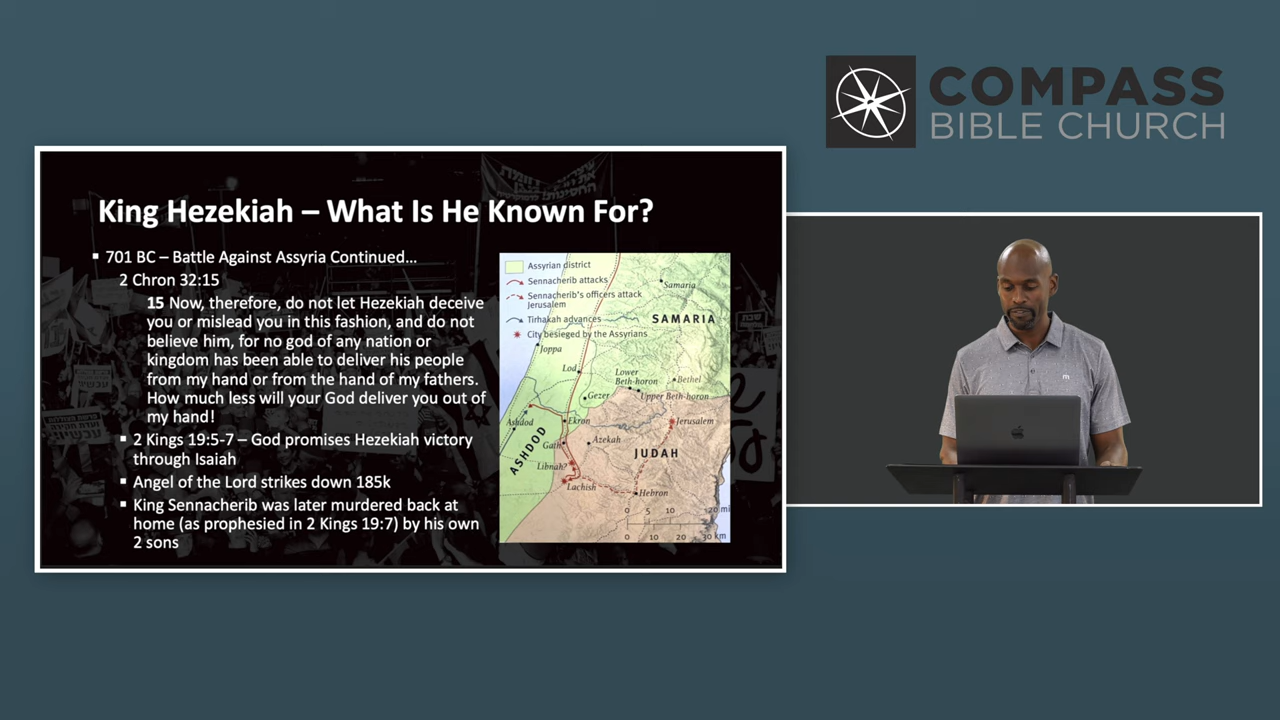 COMPASS
BIBLE CHURCH
King Hezekiah – What Is He Known For?
▪ 701 BC – Battle Against Assyria Continued...
2 Chron 32:15
15 Now, therefore, do not let Hezekiah deceive
you or mislead you in this fashion, and do not
believe him, for no god of any nation or
kingdom has been able to deliver his people
from my hand or from the hand of my fathers.
How much less will your God deliver you out of
my hand!
▪ 2 Kings 19:5-7 – God promises Hezekiah victory
through Isaiah
▪ Angel of the Lord strikes down 185k
▪ King Sennacherib was later murdered back at
home (as prophesied in 2 Kings 19:7) by his own
2 sons
Assyrian district
Sennacherib attacks
Sennacherib's officers attack
Jerusalem
Tirhakah advances
City besieged by the Assyrians
Samaria
SAMARIA
Joppa
Lod
Lower
Beth-horon
Bethel
Gezer
Upper Beth-horon
Ashdod
Ekron
Jerusalem
Azekah
Gath
JUDAH
ASHDOD
Libnah?
Lachish
Hebron
0 5 10 20 mi
0 10 20 30 km
m